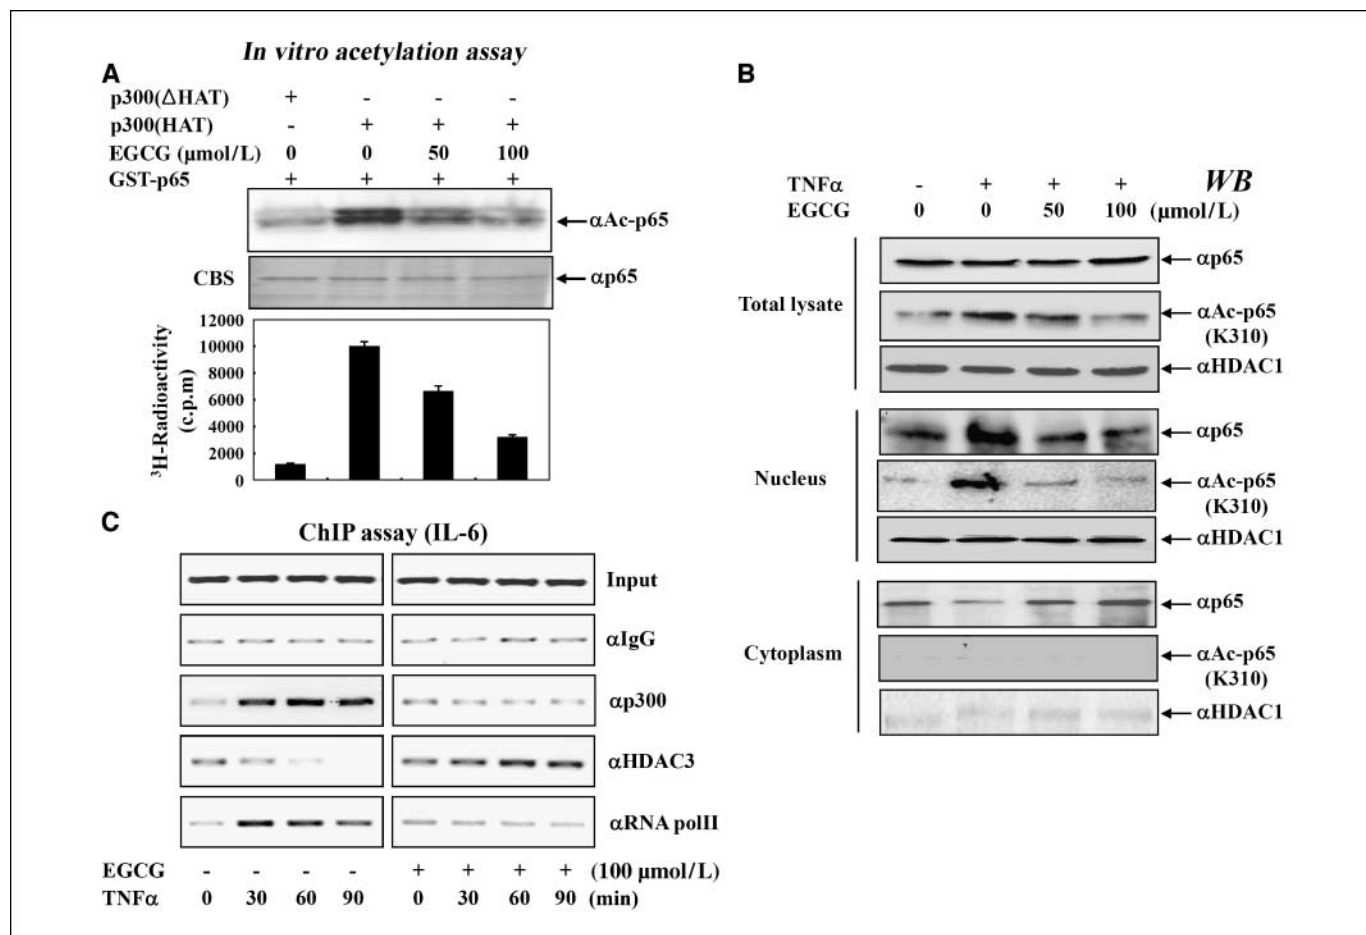 In vitro acetylation assay
A
p300(△HAT) + - - -
p300(HAT) - + + +
EGCG (µmol/L) 0 0 50 100
GST-p65 + + + +
αAc-p65
CBS
αp65
³H-Radioactivity
(c.p.m)
12000
10000
8000
6000
4000
2000
0
B
TNFα - + + + WB
EGCG 0 0 50 100 (µmol/L)
Total lysate
αp65
αAc-p65
(K310)
αHDAC1
Nucleus
αp65
αAc-p65
(K310)
αHDAC1
Cytoplasm
αp65
αAc-p65
(K310)
αHDAC1
C
ChIP assay (IL-6)
Input
αIgG
αp300
αHDAC3
αRNA polII
EGCG - - - - + + + + (100 µmol/L)
TNFα 0 30 60 90 0 30 60 90 (min)